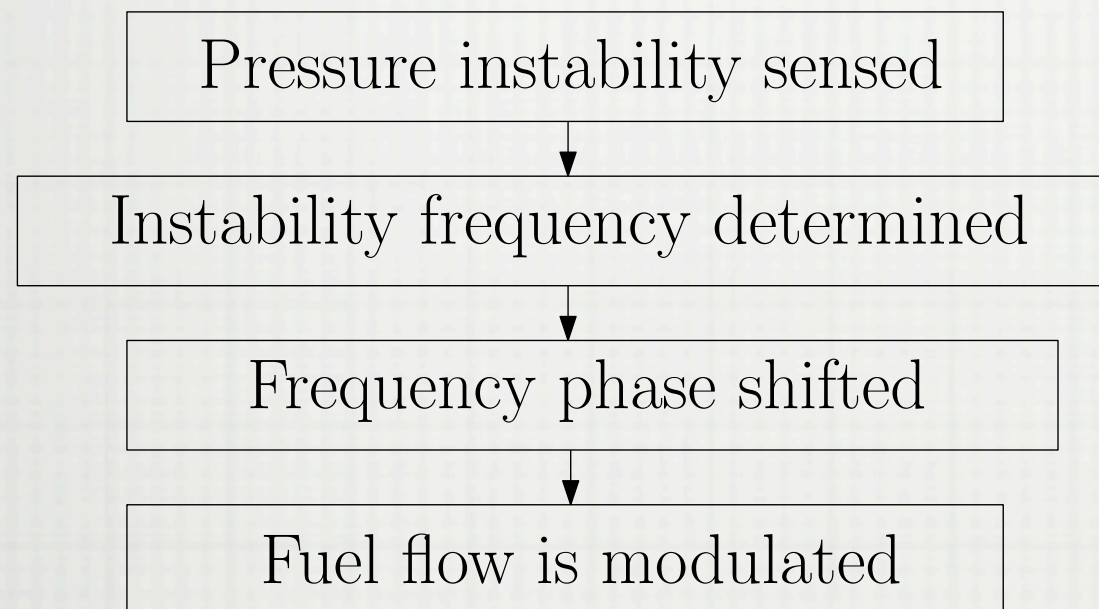 Pressure instability sensed
Instability frequency determined
Frequency phase shifted
Fuel flow is modulated